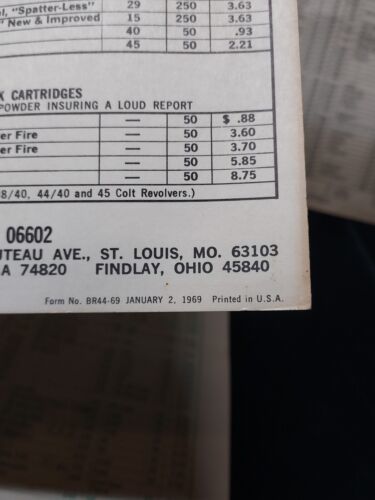 l, "Spatter-Less" 29 250 3.63
" New & Improved 15 250 3.63
40 50 .93
45 50 2.21
K CARTRIDGES
POWDER INSURING A LOUD REPORT
— 50 $ .88
er Fire — 50 3.60
er Fire — 50 3.70
— 50 5.85
— 50 8.75
8/40, 44/40 and 45 Colt Revolvers.)
06602
UTEAU AVE., ST. LOUIS, MO. 63103
A 74820 FINDLAY, OHIO 45840
Form No. BR44-69 JANUARY 2, 1969 Printed in U.S.A.